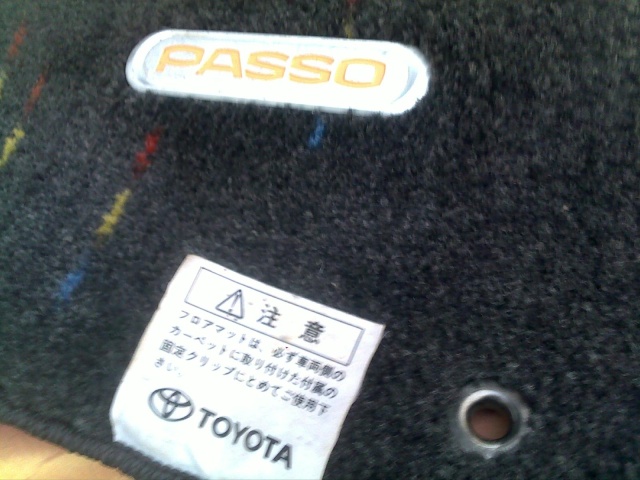 PASSO
注意
フロアマットは、必ず車両側の
カーペットに取り付けた付属の
固定クリップにとめてご使用下
さい。
TOYOTA